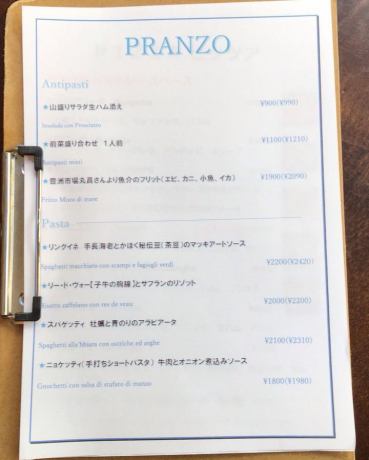 PRANZO
Antipasti
★山盛りサラダ生ハム添え ¥900(¥990)
Insalada con Prosciutto
★前菜盛り合わせ 1人前 ¥1100(¥1210)
Antipasti misti
★豊洲市場丸真さんより魚介のフリット(エビ、カニ、小魚、イカ) ¥1900(¥2090)
Fritto Misto di mare
Pasta
★リングイネ 手長海老とかほく秘伝豆(茶豆)のマッキアートソース
Spaghetti macchiato con scampi e fagiogli verdi ¥2200(¥2420)
★リー・ド・ヴォー【子牛の胸腺】とサフランのリゾット
Risotto zaffelano con res de veau ¥2000(¥2200)
★スパゲッティ 牡蠣と青のりのアラビアータ
Spaghetti alla'bbiara con ostriche ed arghe ¥2100(¥2310)
★ニョケッティ(手打ちショートパスタ) 牛肉とオニオン煮込みソース
Gnochetti con salsa di stufato di manzo ¥1800(¥1980)